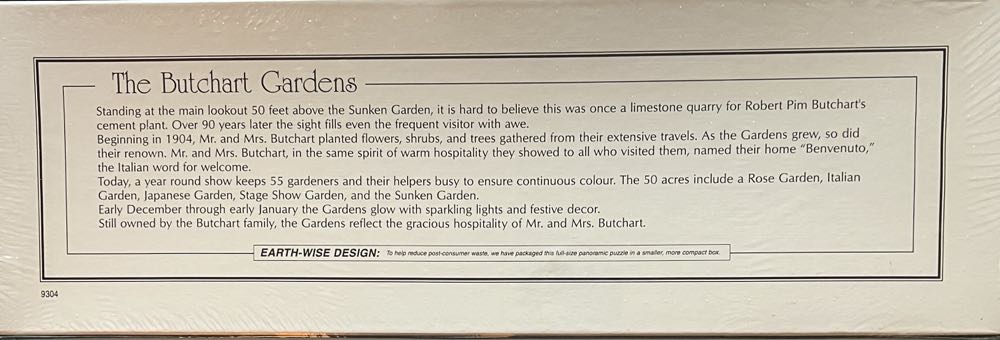 The Butchart Gardens
Standing at the main lookout 50 feet above the Sunken Garden, it is hard to believe this was once a limestone quarry for Robert Pim Butchart's
cement plant. Over 90 years later the sight fills even the frequent visitor with awe.
Beginning in 1904, Mr. and Mrs. Butchart planted flowers, shrubs, and trees gathered from their extensive travels. As the Gardens grew, so did
their renown. Mr. and Mrs. Butchart, in the same spirit of warm hospitality they showed to all who visited them, named their home “Benvenuto,”
the Italian word for welcome.
Today, a year round show keeps 55 gardeners and their helpers busy to ensure continuous colour. The 50 acres include a Rose Garden, Italian
Garden, Japanese Garden, Stage Show Garden, and the Sunken Garden.
Early December through early January the Gardens glow with sparkling lights and festive decor.
Still owned by the Butchart family, the Gardens reflect the gracious hospitality of Mr. and Mrs. Butchart.
EARTH-WISE DESIGN: To help reduce post-consumer waste, we have packaged this full-size panoramic puzzle in a smaller, more compact box.
9304